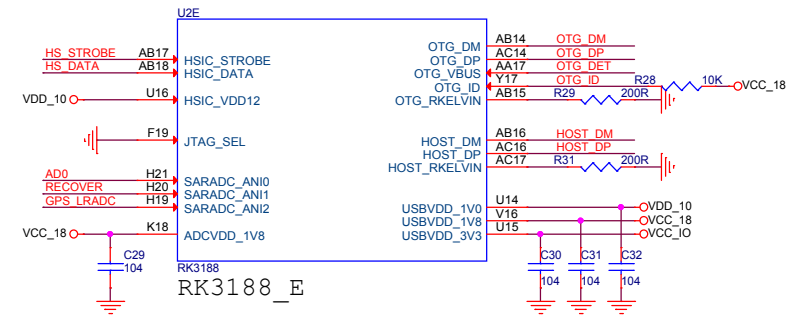 U2E
HS_STROBE AB17 HSIC_STROBE
HS_DATA AB18 HSIC_DATA
VDD_10 U16 HSIC_VDD12
F19 JTAG_SEL
AD0 H21 SARADC_ANI0
RECOVER H20 SARADC_ANI1
GPS_LRADC H19 SARADC_ANI2
VCC_18 K18 ADCVDD_1V8
C29
104
OTG_DM AB14 OTG_DM
OTG_DP AC14 OTG_DP
OTG_VBUS AA17 OTG_DET
OTG_ID Y17 OTG_ID R28 10K VCC_18
OTG_RKELVIN AB15 R29 200R
HOST_DM AB16 HOST_DM
HOST_DP AC16 HOST_DP
HOST_RKELVIN AC17 R31 200R
USBVDD_1V0 U14 VDD_10
USBVDD_1V8 V16 VCC_18
USBVDD_3V3 U15 VCC_IO
C30 C31 C32
104 104 104
RK3188
RK3188_E